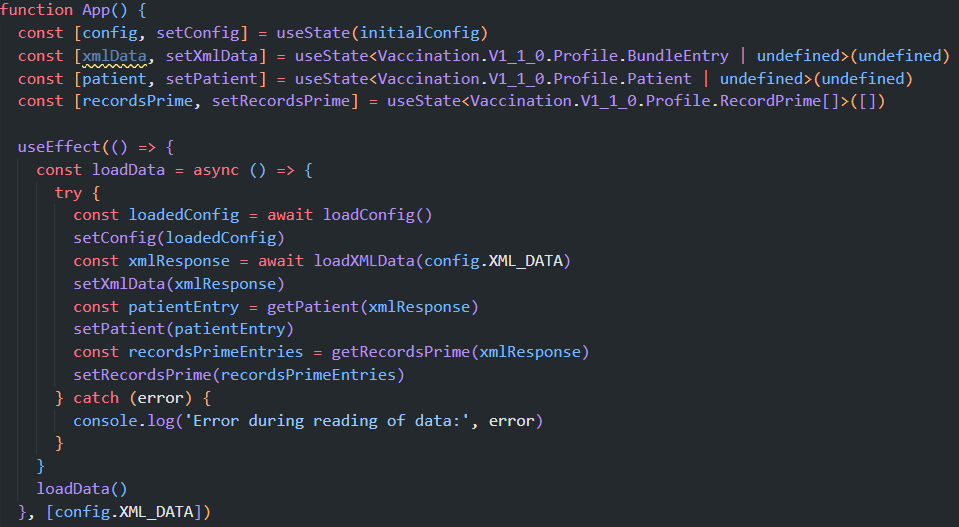 function App() {
  const [config, setConfig] = useState(initialConfig)
  const [xmlData, setXmlData] = useState<Vaccination.V1_1_0.Profile.BundleEntry | undefined>(undefined)
  const [patient, setPatient] = useState<Vaccination.V1_1_0.Profile.Patient | undefined>(undefined)
  const [recordsPrime, setRecordsPrime] = useState<Vaccination.V1_1_0.Profile.RecordPrime[]>([])

  useEffect(() => {
    const loadData = async () => {
      try {
        const loadedConfig = await loadConfig()
        setConfig(loadedConfig)
        const xmlResponse = await loadXMLData(config.XML_DATA)
        setXmlData(xmlResponse)
        const patientEntry = getPatient(xmlResponse)
        setPatient(patientEntry)
        const recordsPrimeEntries = getRecordsPrime(xmlResponse)
        setRecordsPrime(recordsPrimeEntries)
      } catch (error) {
        console.log('Error during reading of data:', error)
      }
    }
    loadData()
  }, [config.XML_DATA])